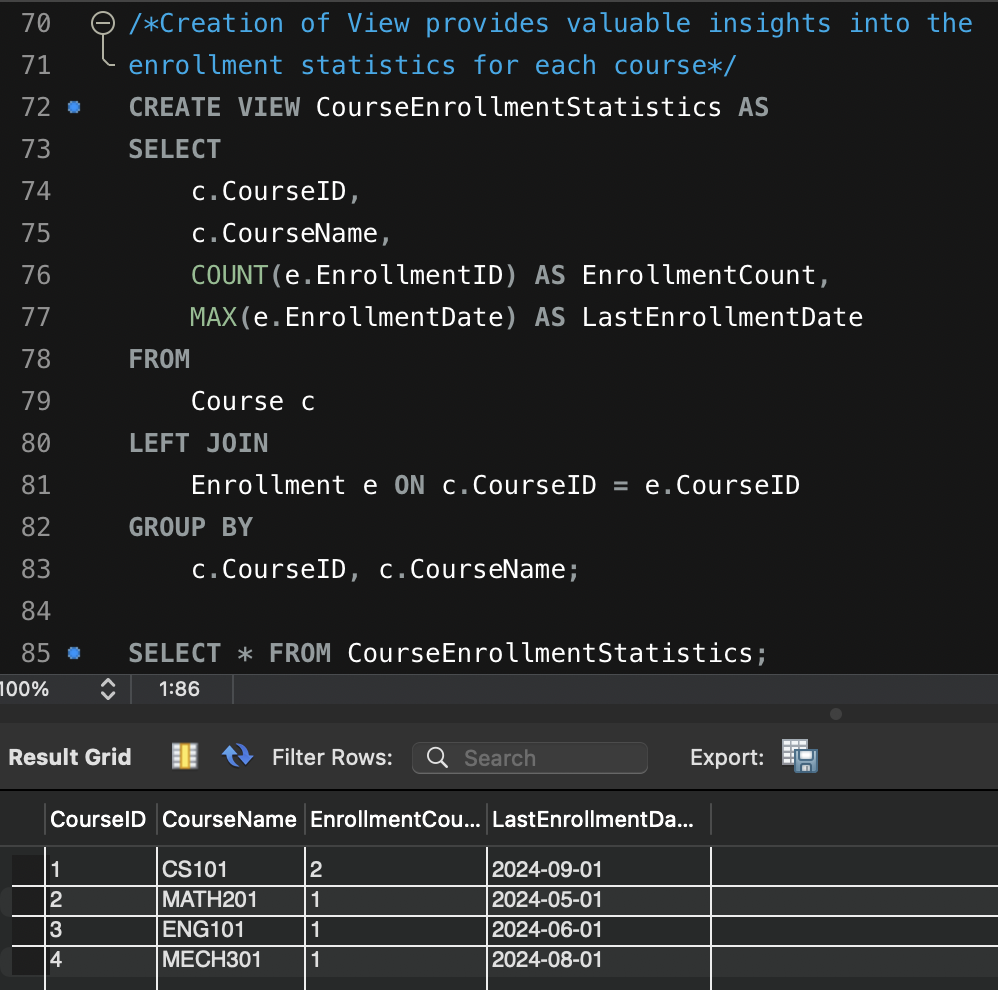 70 /*Creation of View provides valuable insights into the
71 enrollment statistics for each course*/
72 CREATE VIEW CourseEnrollmentStatistics AS
73 SELECT
74 c.CourseID,
75 c.CourseName,
76 COUNT(e.EnrollmentID) AS EnrollmentCount,
77 MAX(e.EnrollmentDate) AS LastEnrollmentDate
78 FROM
79 Course c
80 LEFT JOIN
81 Enrollment e ON c.CourseID = e.CourseID
82 GROUP BY
83 c.CourseID, c.CourseName;
84
85 SELECT * FROM CourseEnrollmentStatistics;
100% 1:86
Result Grid Filter Rows: Search Export:
CourseID CourseName EnrollmentCou... LastEnrollmentDa...
1 CS101 2 2024-09-01
2 MATH201 1 2024-05-01
3 ENG101 1 2024-06-01
4 MECH301 1 2024-08-01